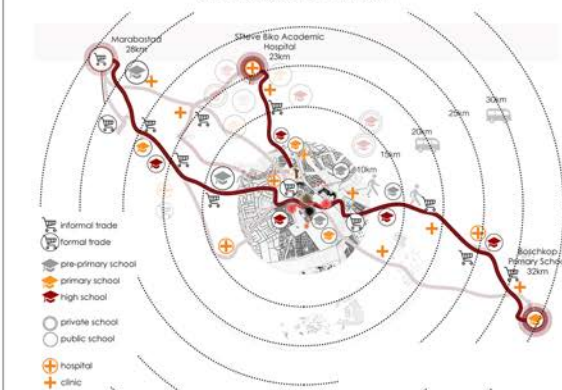 Marabastad
28km
STteve Biko Academic
Hospital
23km
30km
25km
20km
15km
10km
informal trade
formal trade
pre-primary school
primary school
high school
private school
public school
hospital
clinic
Boschkop
Primary School
32km